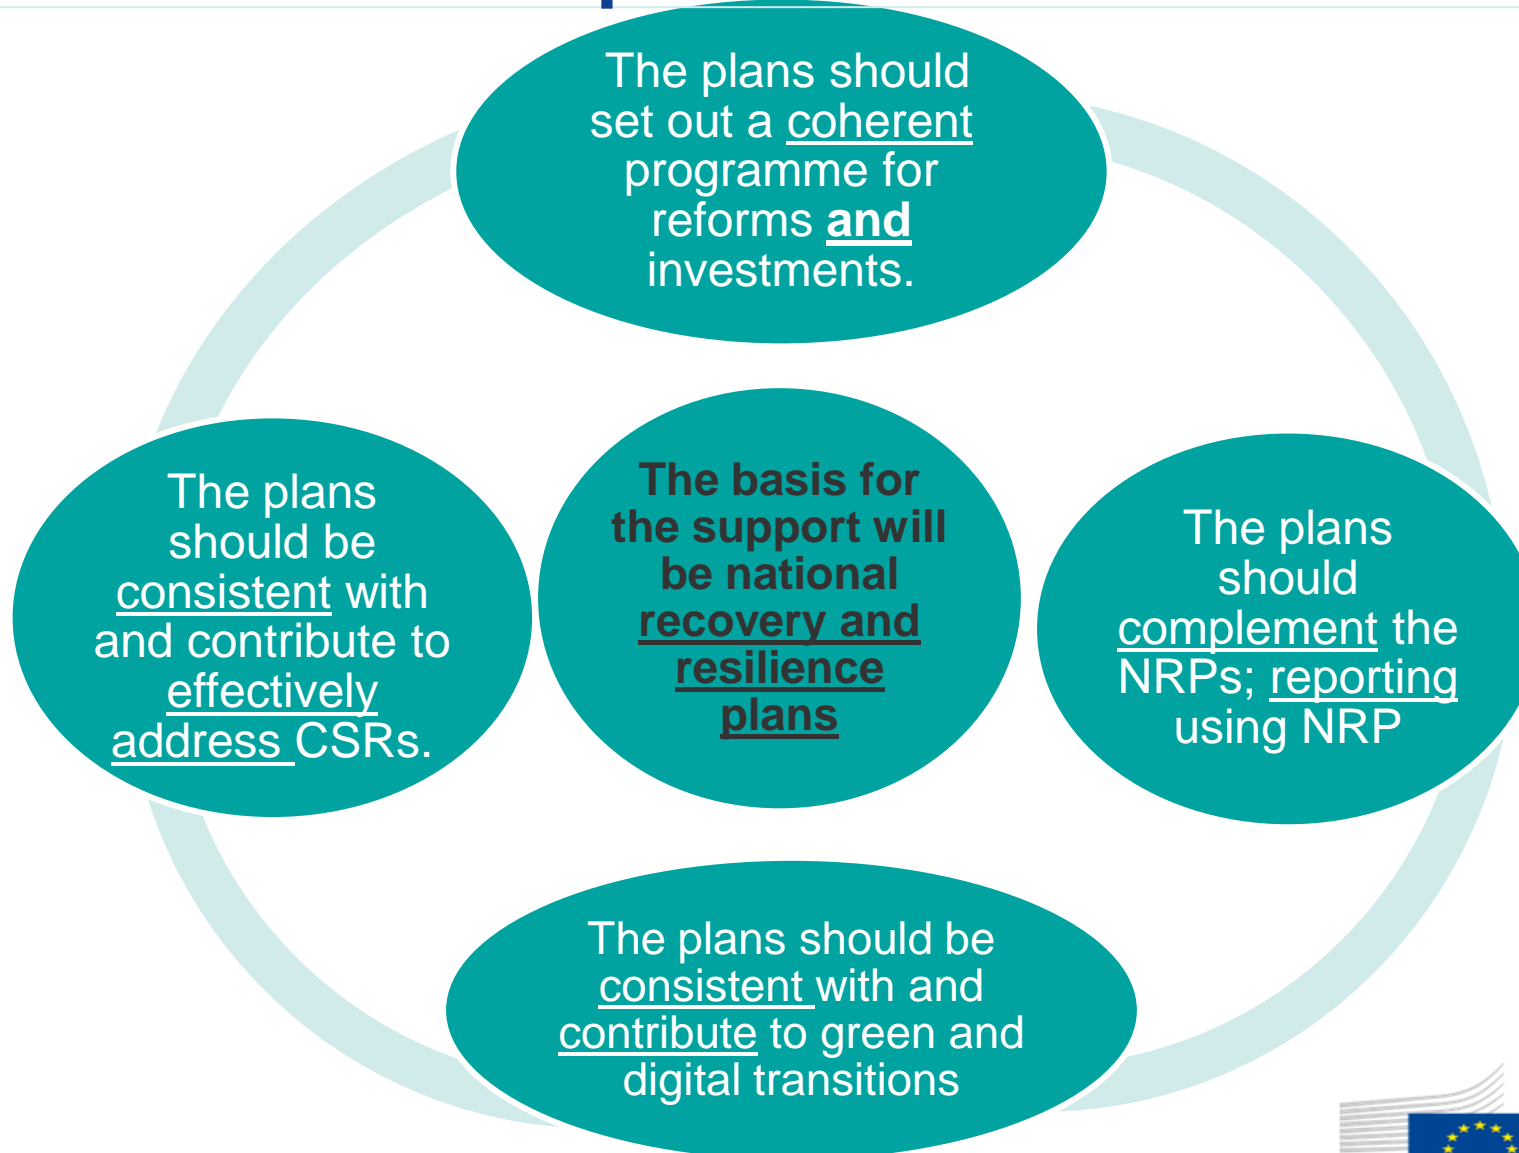 The plans should
set out a coherent
programme for
reforms and
investments.
The plans
should be
consistent with
and contribute to
effectively
address CSRs.
The basis for
the support will
be national
recovery and
resilience
plans
The plans
should
complement the
NRPs; reporting
using NRP
The plans should be
consistent with and
contribute to green and
digital transitions